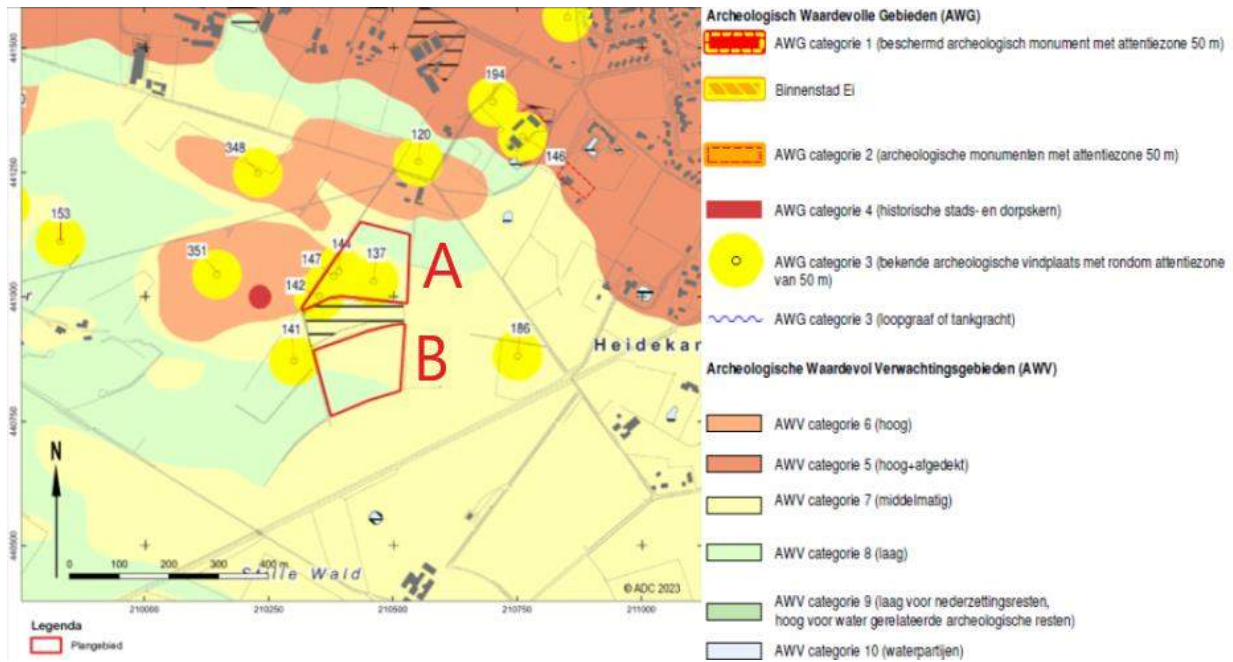 441500
441250
441000
440750
440500
194
120
348
146
153
144
137
351
147
142
A
141
186
B
Heidekam
N
0 100 200 300 400 m
Stille Wald
© ADC 2023
210000 210250 210500 210750 211000
Legenda
Plangebied
Archeologisch Waardevolle Gebieden (AWG)
AWG categorie 1 (beschermd archeologisch monument met attentiezone 50 m)
Binnenstad Ei
AWG categorie 2 (archeologische monumenten met attentiezone 50 m)
AWG categorie 4 (historische stads- en dorpskern)
AWG categorie 3 (bekende archeologische vindplaats met rondom attentiezone
van 50 m)
AWG categorie 3 (loopgraaf of tankgracht)
Archeologische Waardevol Verwachtingsgebieden (AWV)
AWV categorie 6 (hoog)
AWV categorie 5 (hoog+afgedekt)
AWV categorie 7 (middelmatig)
AWV categorie 8 (laag)
AWV categorie 9 (laag voor nederzettingsresten,
hoog voor water gerelateerde archeologische resten)
AWV categorie 10 (waterpartijen)